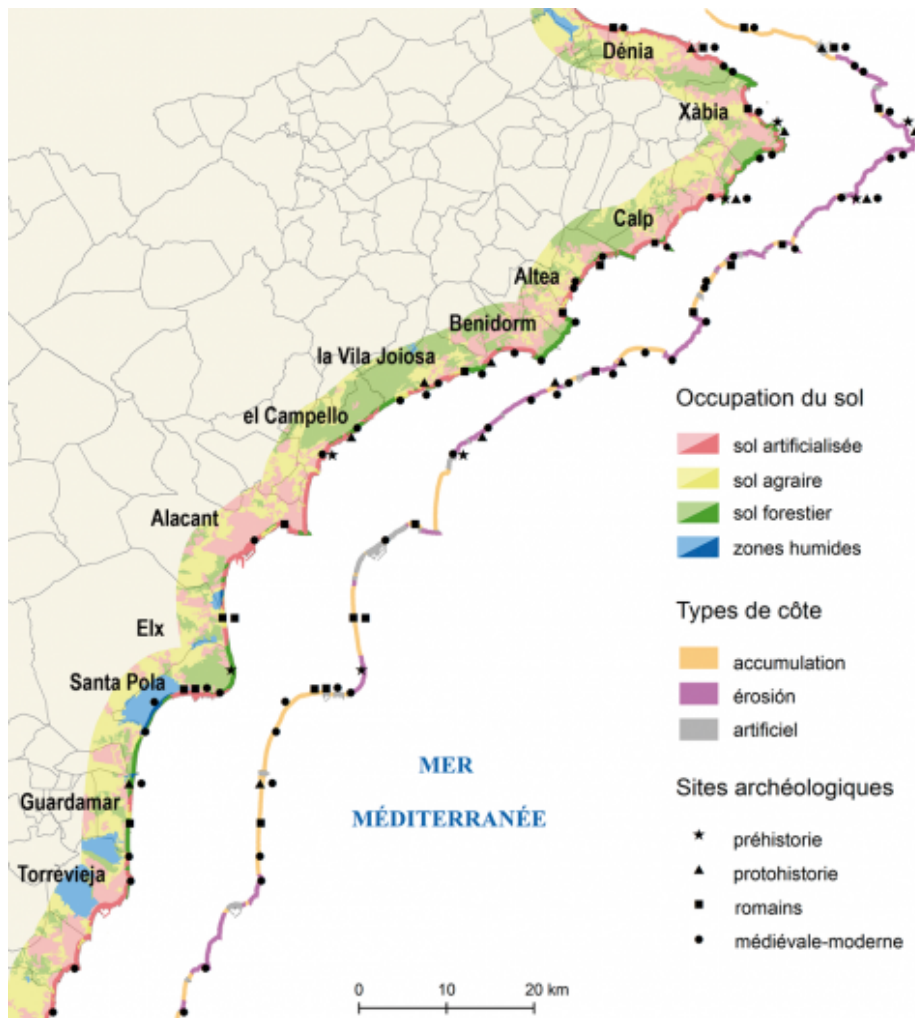 Dénia
Xàbia
Calp
Altea
Benidorm
la Vila Joiosa
el Campello
Alacant
Elx
Santa Pola
Guardamar
Torrevieja
MER
MÉDITERRANÉE
Occupation du sol
sol artificialisée
sol agraire
sol forestier
zones humides
Types de côte
accumulation
érosión
artificiel
Sites archéologiques
préhistorie
protohistorie
romains
médiévale-moderne
0 10 20 km